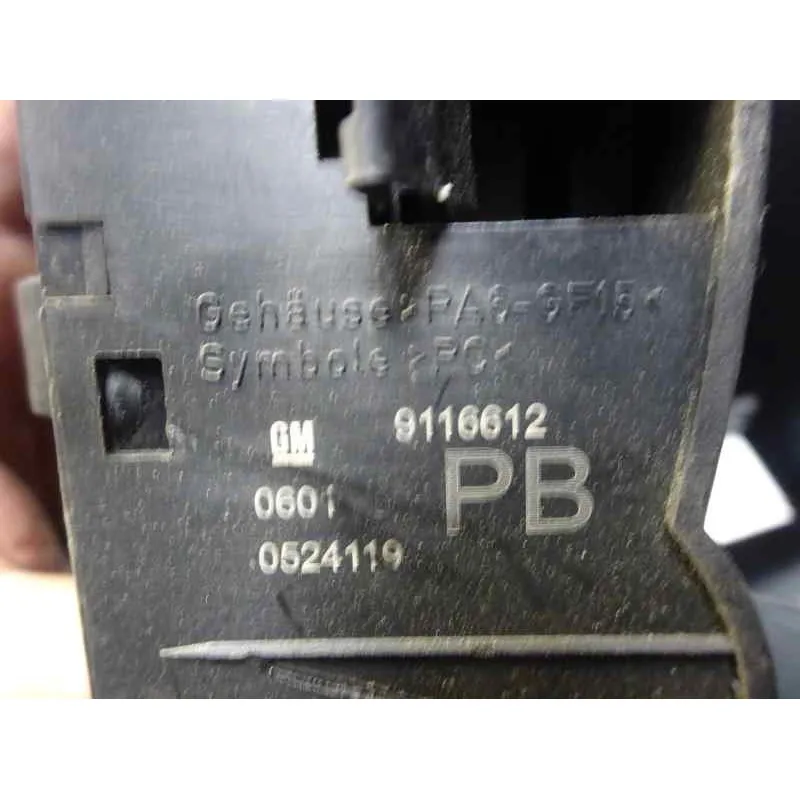 Gehäuse >PA6-GF15<
Symbole >PC<
GM 9116612
0601 PB
0524119